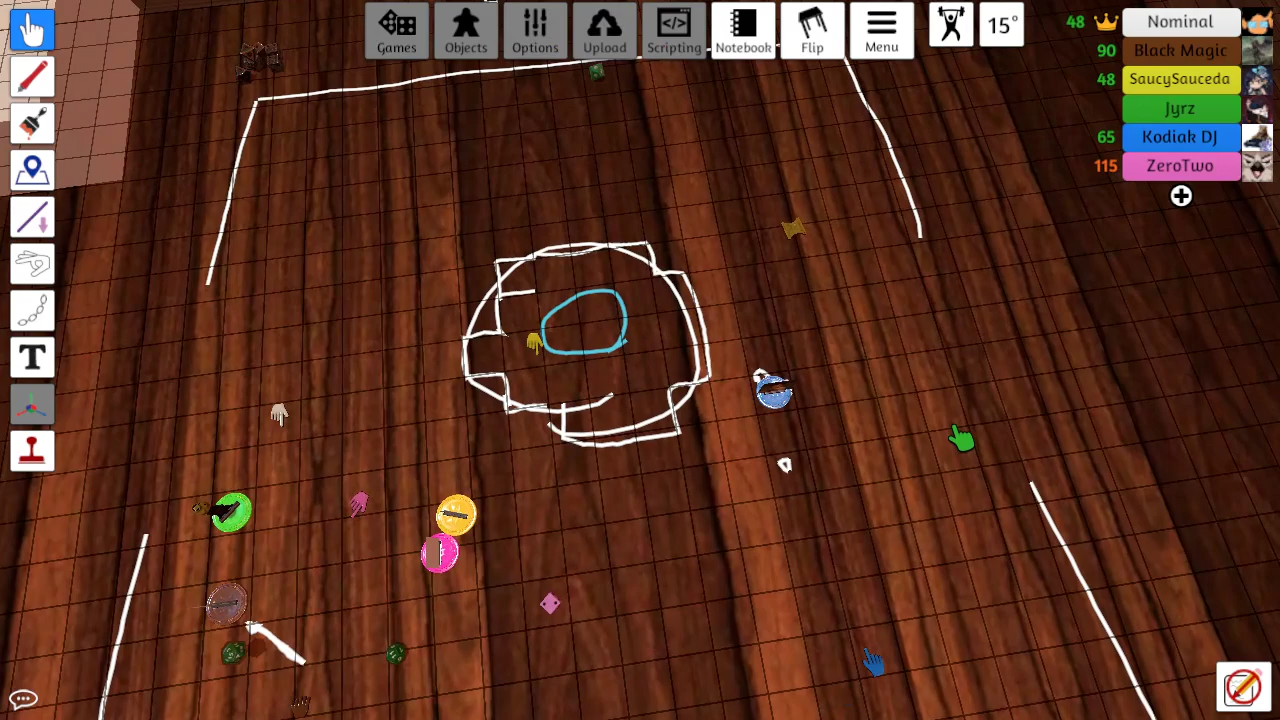 Games
Objects
Options
Upload
Scripting
Notebook
Flip
Menu
15°
48 Nominal
90 Black Magic
48 SaucySauceda
Jyrz
65 Kodiak DJ
115 ZeroTwo
T